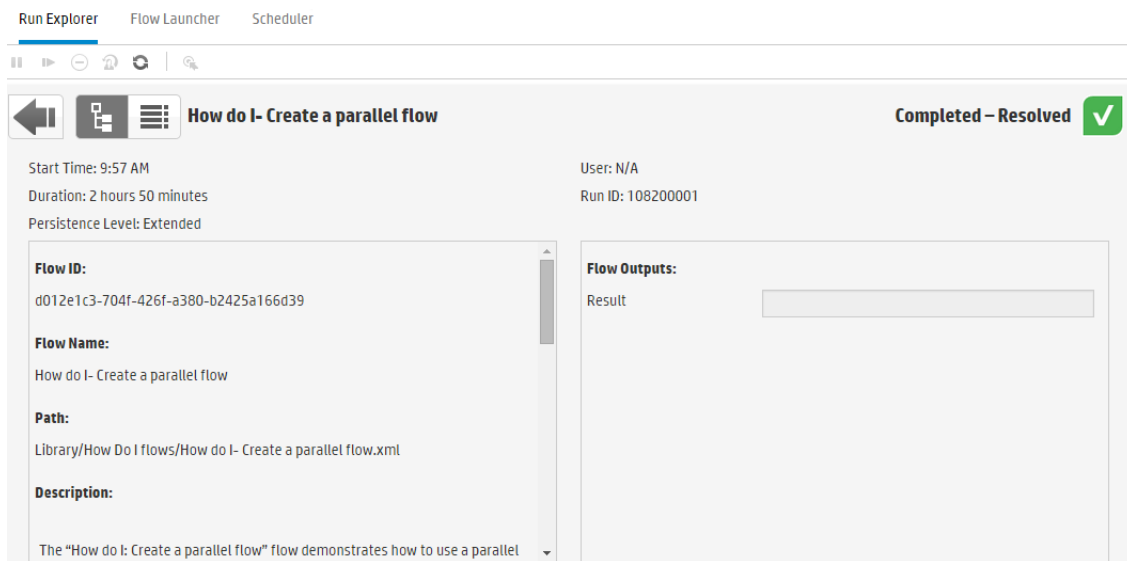 Run Explorer Flow Launcher Scheduler
How do I- Create a parallel flow
Completed – Resolved
Start Time: 9:57 AM
Duration: 2 hours 50 minutes
Persistence Level: Extended
User: N/A
Run ID: 108200001
Flow ID:
d012e1c3-704f-426f-a380-b2425a166d39
Flow Name:
How do I- Create a parallel flow
Path:
Library/How Do I flows/How do I- Create a parallel flow.xml
Description:
The “How do I: Create a parallel flow” flow demonstrates how to use a parallel
Flow Outputs:
Result